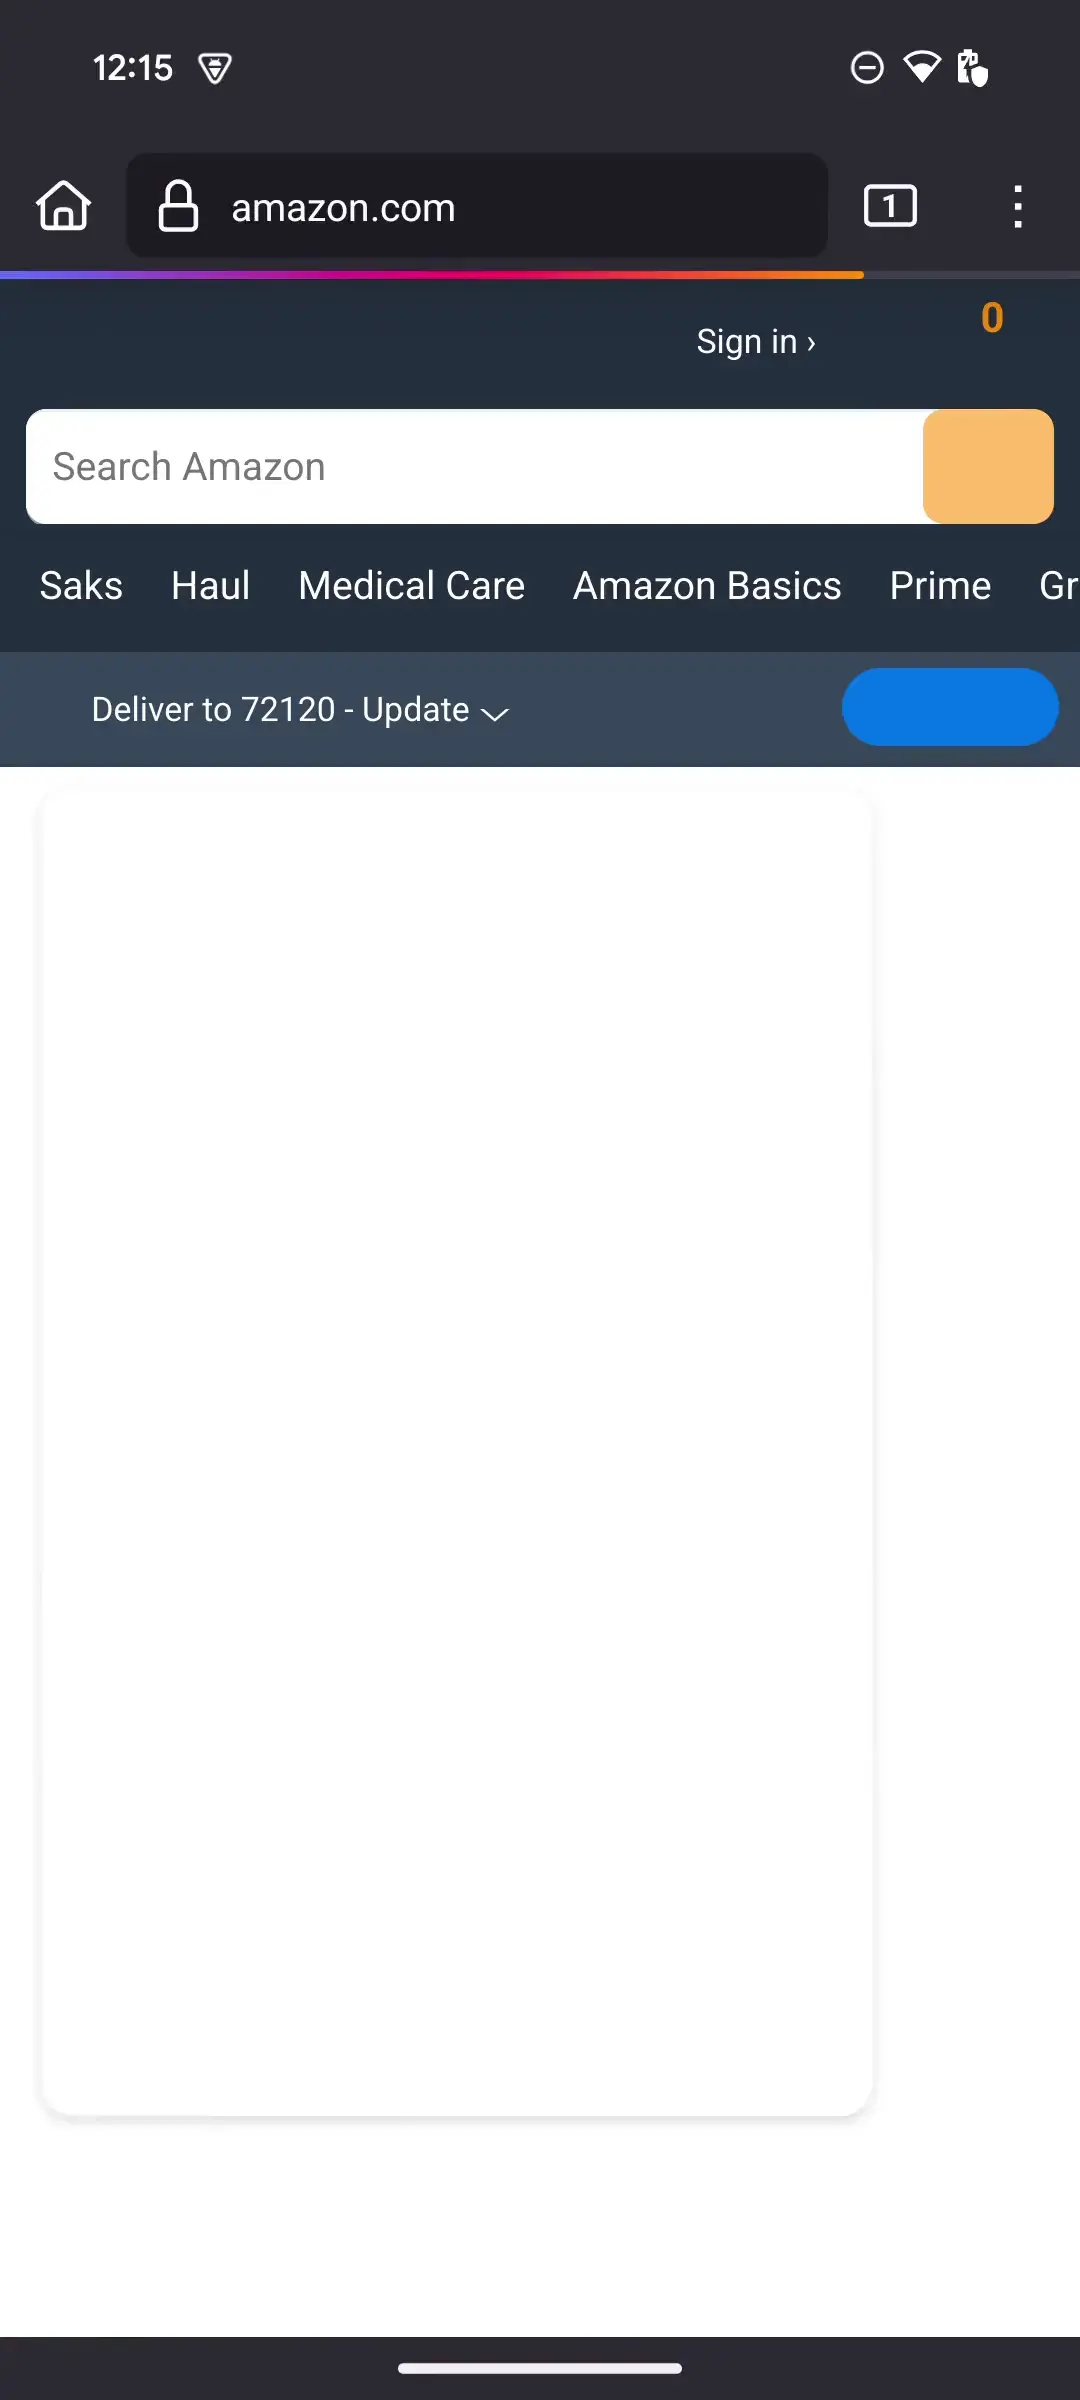 12:15
amazon.com
1
Sign in ›
0
Search Amazon
Saks Haul Medical Care Amazon Basics Prime Gr
Deliver to 72120 - Update